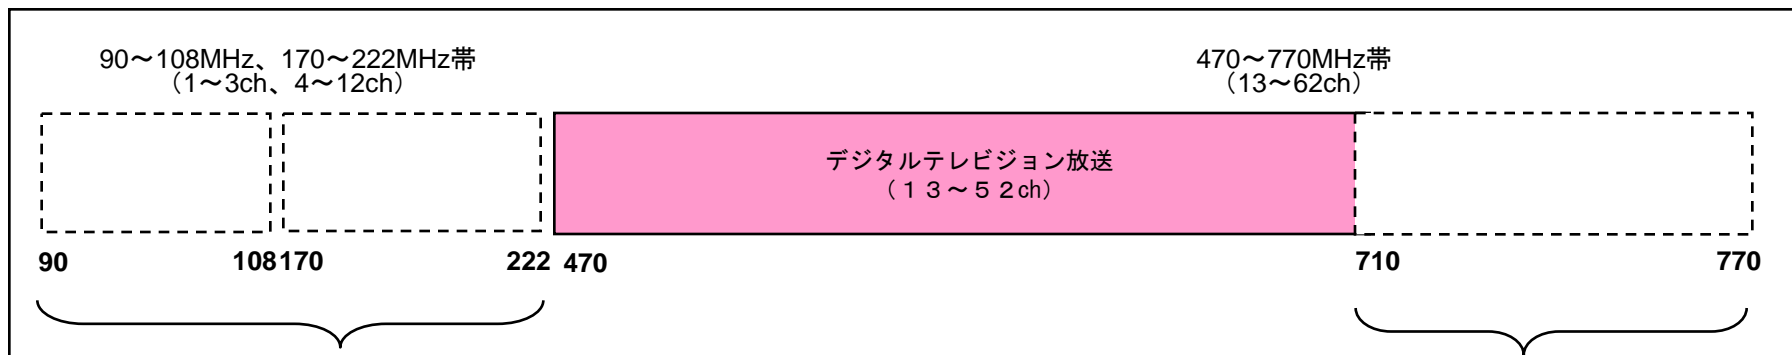 90～108MHz、170～222MHz帯
（1～3ch、4～12ch）
470～770MHz帯
（13～62ch）
デジタルテレビジョン放送
（１３～５２ch）
90 108 170 222 470 710 770